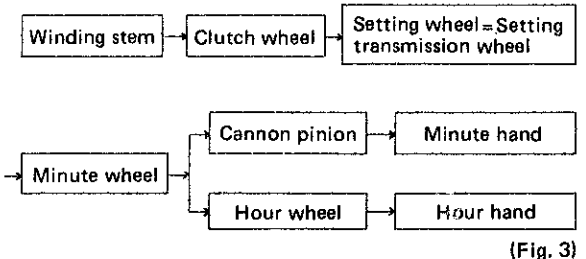 Winding stem
Clutch wheel
Setting wheel=Setting
transmission wheel
Minute wheel
Cannon pinion
Minute hand
Hour wheel
Hour hand
(Fig. 3)